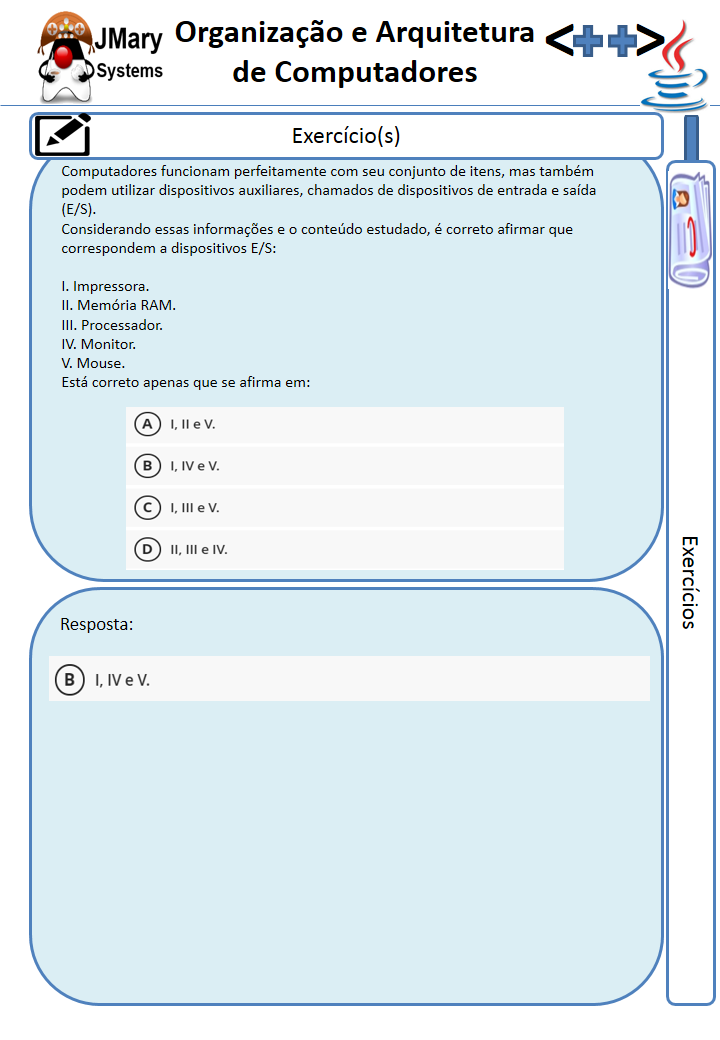 JMary
Systems
Organização e Arquitetura
de Computadores
<++>
Exercício(s)
Computadores funcionam perfeitamente com seu conjunto de itens, mas também
podem utilizar dispositivos auxiliares, chamados de dispositivos de entrada e saída
(E/S).
Considerando essas informações e o conteúdo estudado, é correto afirmar que
correspondem a dispositivos E/S:
I. Impressora.
II. Memória RAM.
III. Processador.
IV. Monitor.
V. Mouse.
Está correto apenas que se afirma em:
A I, II e V.
B I, IV e V.
C I, III e V.
D II, III e IV.
Exercícios
Resposta:
B I, IV e V.